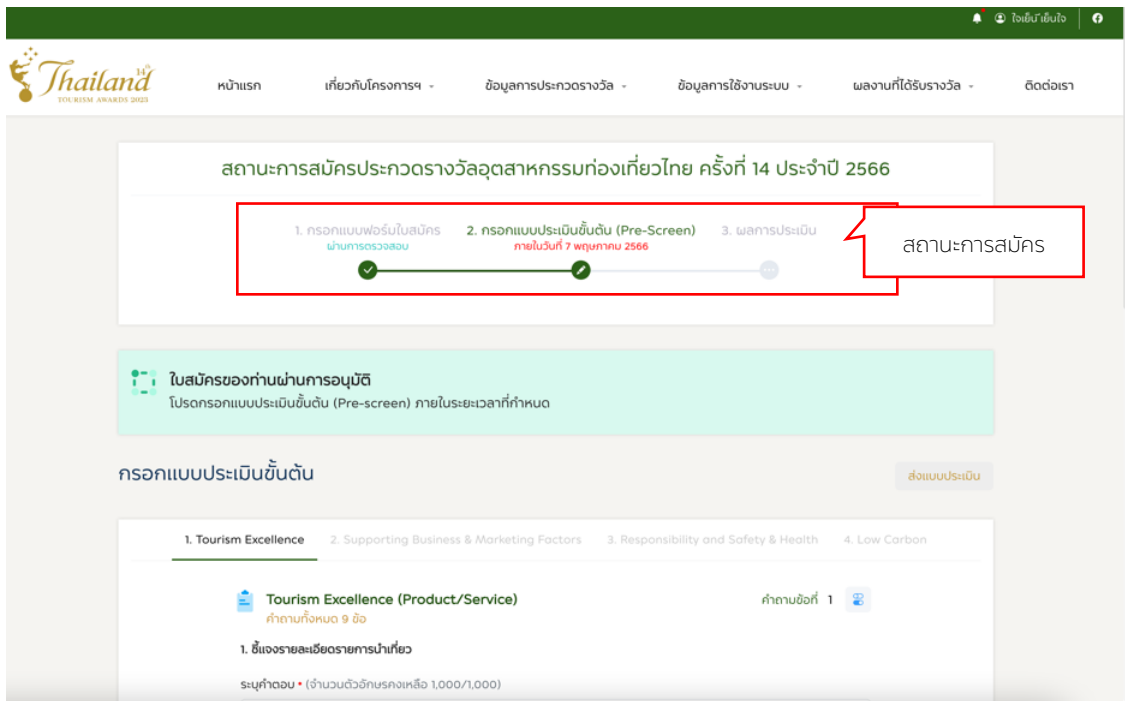 ใจเย็น เย็นใจ
14th
Thailand
TOURISM AWARDS 2023
หน้าแรก
เกี่ยวกับโครงการฯ
ข้อมูลการประกวดรางวัล
ข้อมูลการใช้งานระบบ
ผลงานที่ได้รับรางวัล
ติดต่อเรา
สถานะการสมัครประกวดรางวัลอุตสาหกรรมท่องเที่ยวไทย ครั้งที่ 14 ประจำปี 2566
1. กรอกแบบฟอร์มใบสมัคร
ผ่านการตรวจสอบ
2. กรอกแบบประเมินขั้นต้น (Pre-Screen)
ภายในวันที่ 7 พฤษภาคม 2566
3. ผลการประเมิน
สถานะการสมัคร
ใบสมัครของท่านผ่านการอนุมัติ
โปรดกรอกแบบประเมินขั้นต้น (Pre-screen) ภายในระยะเวลาที่กำหนด
กรอกแบบประเมินขั้นต้น
ส่งแบบประเมิน
1. Tourism Excellence
2. Supporting Business & Marketing Factors
3. Responsibility and Safety & Health
4. Low Carbon
Tourism Excellence (Product/Service)
คำถามข้อที่ 1
คำถามทั้งหมด 9 ข้อ
1. ชี้แจงรายละเอียดรายการนำเที่ยว
ระบุคำตอบ • (จำนวนตัวอักษรคงเหลือ 1,000/1,000)